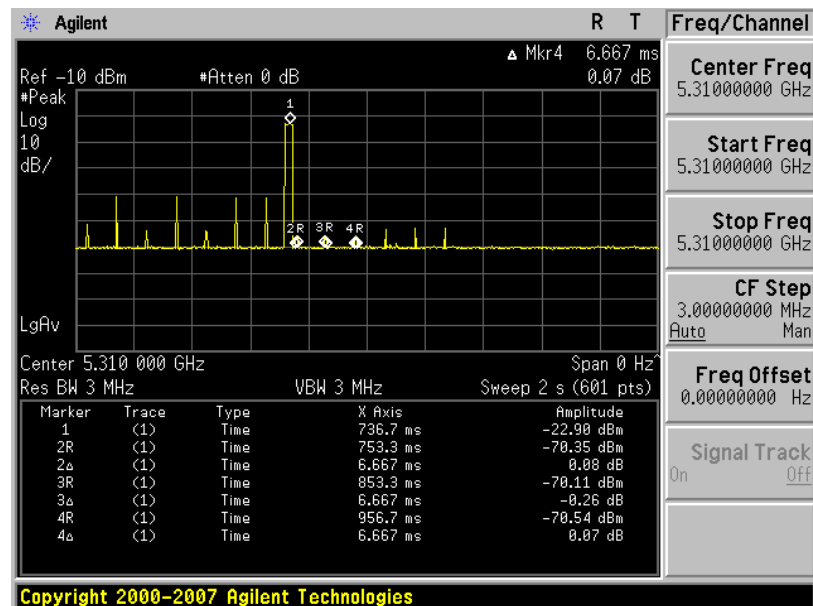 Agilent R T
Freq/Channel
Δ Mkr4 6.667 ms
Ref -10 dBm #Atten 0 dB 0.07 dB
#Peak
Log
10
dB/
1
2R 3R 4R
LgAv
Center 5.310 000 GHz Span 0 Hz^
Res BW 3 MHz VBW 3 MHz Sweep 2 s (601 pts)
Marker Trace Type X Axis Amplitude
1 (1) Time 736.7 ms -22.90 dBm
2R (1) Time 753.3 ms -70.35 dBm
2Δ (1) Time 6.667 ms 0.08 dB
3R (1) Time 853.3 ms -70.11 dBm
3Δ (1) Time 6.667 ms -0.26 dB
4R (1) Time 956.7 ms -70.54 dBm
4Δ (1) Time 6.667 ms 0.07 dB
Center Freq
5.31000000 GHz
Start Freq
5.31000000 GHz
Stop Freq
5.31000000 GHz
CF Step
3.00000000 MHz
Auto Man
Freq Offset
0.00000000 Hz
Signal Track
On Off
Copyright 2000-2007 Agilent Technologies